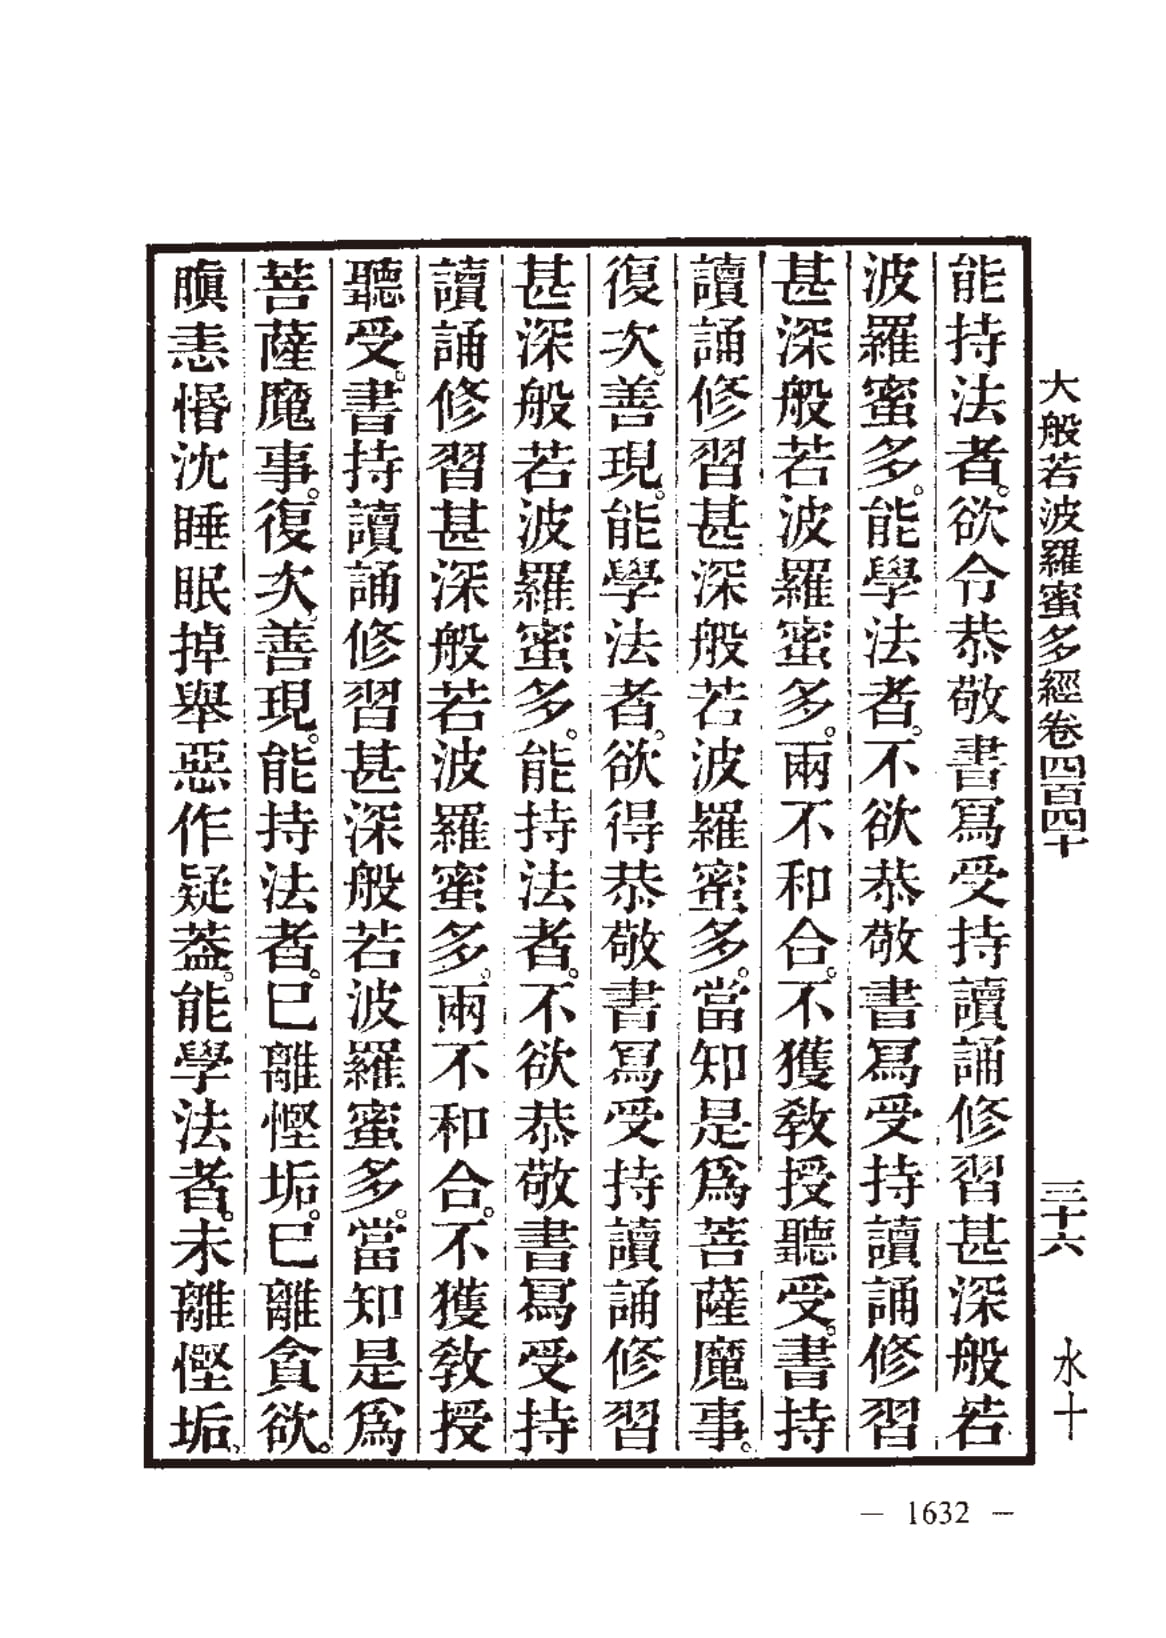 大般若波羅蜜多經卷四百四十　三十六　水十
能持法者。欲令恭敬書寫受持讀誦修習甚深般若
波羅蜜多。能學法者。不欲恭敬書寫受持讀誦修習
甚深般若波羅蜜多。兩不和合。不獲教授聽受。書持
讀誦修習甚深般若波羅蜜多。當知是爲菩薩魔事。
復次。善現。能學法者。欲得恭敬書寫受持讀誦修習
甚深般若波羅蜜多。能持法者。不欲恭敬書寫受持
讀誦修習甚深般若波羅蜜多。兩不和合。不獲教授
聽受。書持讀誦修習甚深般若波羅蜜多。當知是爲
菩薩魔事。復次。善現。能持法者。已離慳垢。已離貪欲。
瞋恚惛沈睡眠掉舉惡作疑葢。能學法者。未離慳垢、
— 1632 —